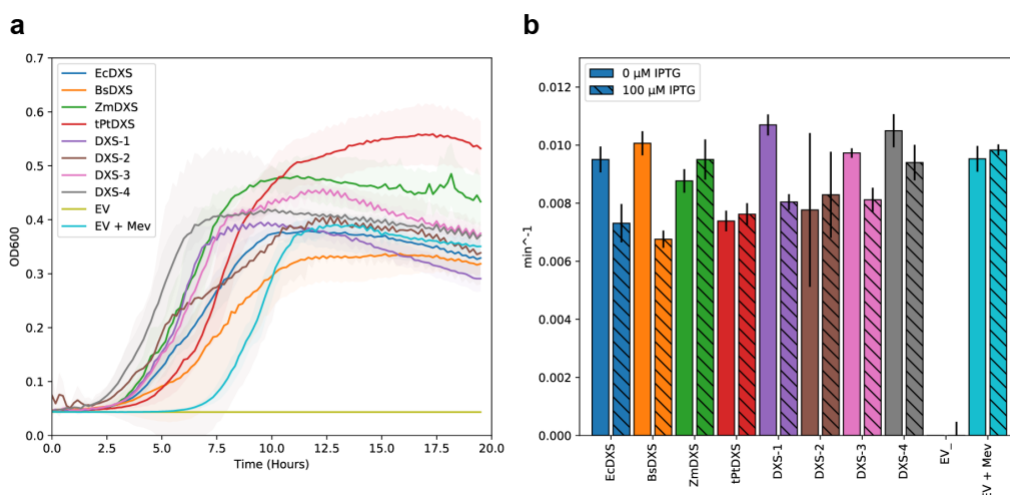 a
b
0.7
0.6
0.5
0.4
0.3
0.2
0.1
0.0
OD600
EcDXS
BsDXS
ZmDXS
tPtDXS
DXS-1
DXS-2
DXS-3
DXS-4
EV
EV + Mev
0.0
2.5
5.0
7.5
10.0
12.5
15.0
17.5
20.0
Time (Hours)
0.012
0.010
0.008
0.006
0.004
0.002
0.000
min^-1
0 μM IPTG
100 μM IPTG
EcDXS
BsDXS
ZmDXS
tPtDXS
DXS-1
DXS-2
DXS-3
DXS-4
EV_
EV + Mev